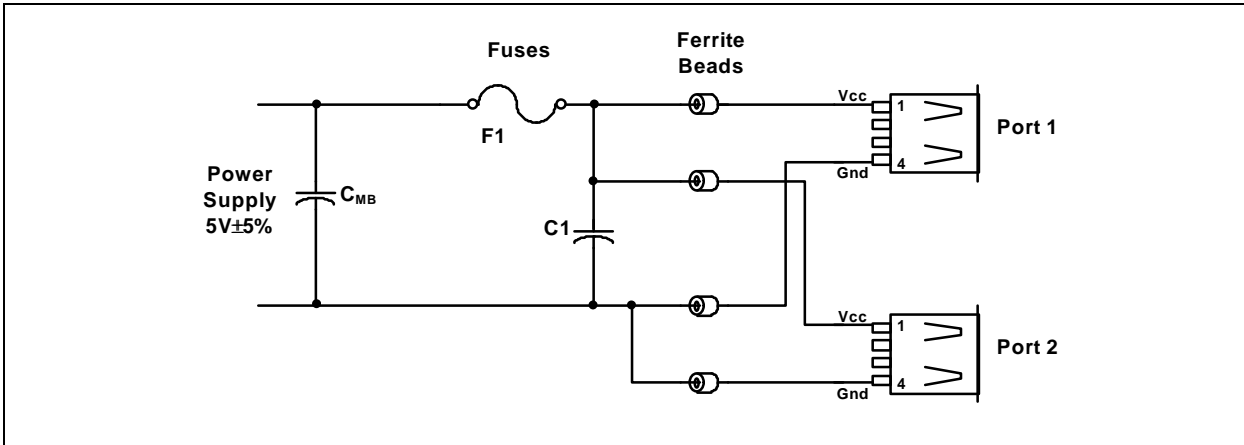 Fuses
Ferrite
Beads
F1
Power
Supply
5V±5%
CMB
C1
Vcc
1
4
Gnd
Port 1
Vcc
1
4
Gnd
Port 2